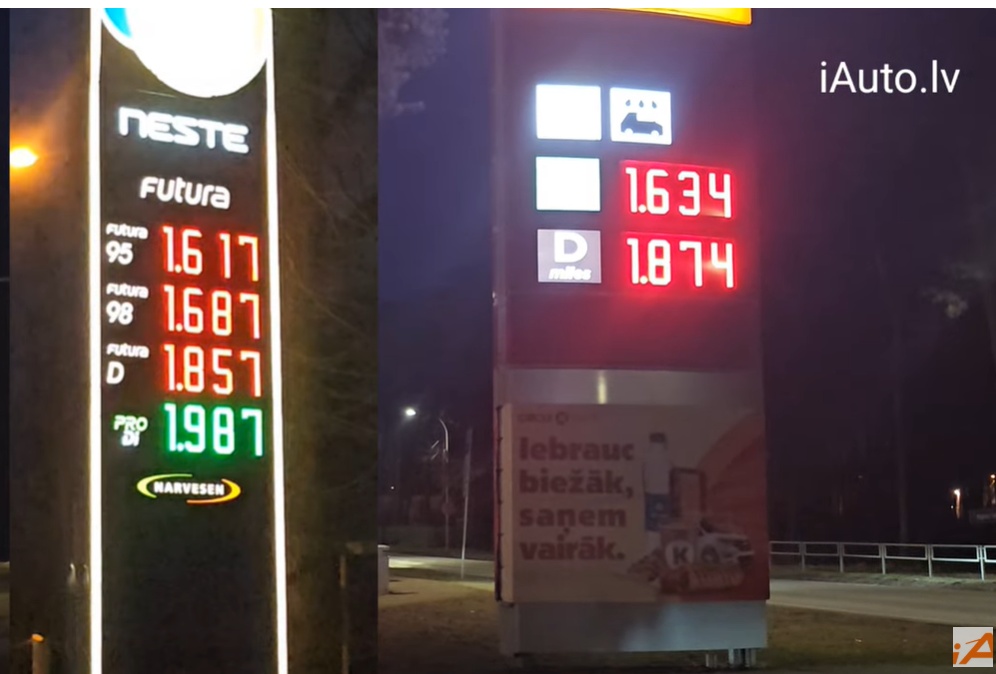 NESTE
Futura
Futura
95
1.617
Futura
98
1.687
Futura
D
1.857
PRO
DI
1.987
NARVESEN
iAuto.lv
1.634
D
miles
1.874
Iebrauc
biežāk,
saņem
vairāk.
K
iA